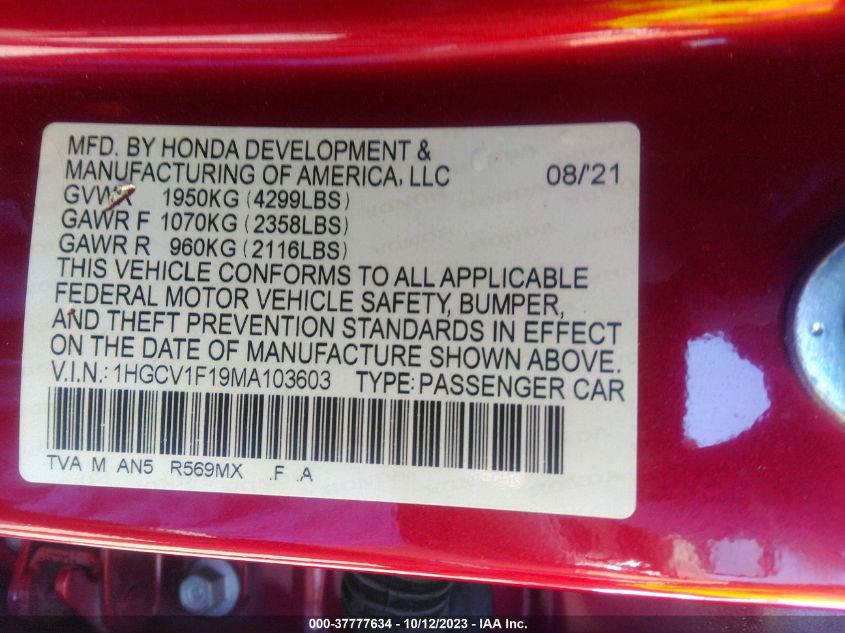 MFD. BY HONDA DEVELOPMENT &
MANUFACTURING OF AMERICA, LLC 08/'21
GVWR 1950KG (4299LBS)
GAWR F 1070KG (2358LBS)
GAWR R 960KG (2116LBS)
THIS VEHICLE CONFORMS TO ALL APPLICABLE
FEDERAL MOTOR VEHICLE SAFETY, BUMPER,
AND THEFT PREVENTION STANDARDS IN EFFECT
ON THE DATE OF MANUFACTURE SHOWN ABOVE.
V.I.N.: 1HGCV1F19MA103603 TYPE: PASSENGER CAR
TVA M AN5 R569MX .F .A
000-37777634 - 10/12/2023 - IAA Inc.